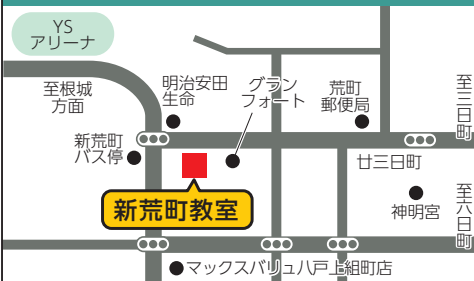 YS
アリーナ
至根城
方面
明治安田
生命
グラン
フォート
荒町
郵便局
至三日町
新荒町
バス停
廿三日町
新荒町教室
神明宮
至六日町
マックスバリュ八戸上組町店